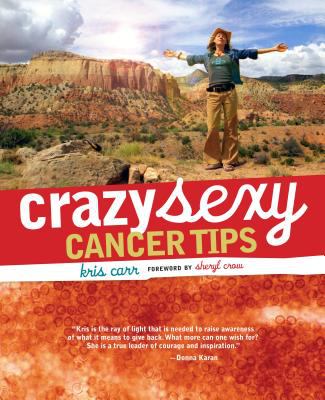 crazy sexy
CANCER TIPS
kris carr FOREWORD BY sheryl crow
"Kris is the ray of light that is needed to raise awareness
of what it means to give back. What more can one wish for?
She is a true leader of courage and inspiration."
—Donna Karan